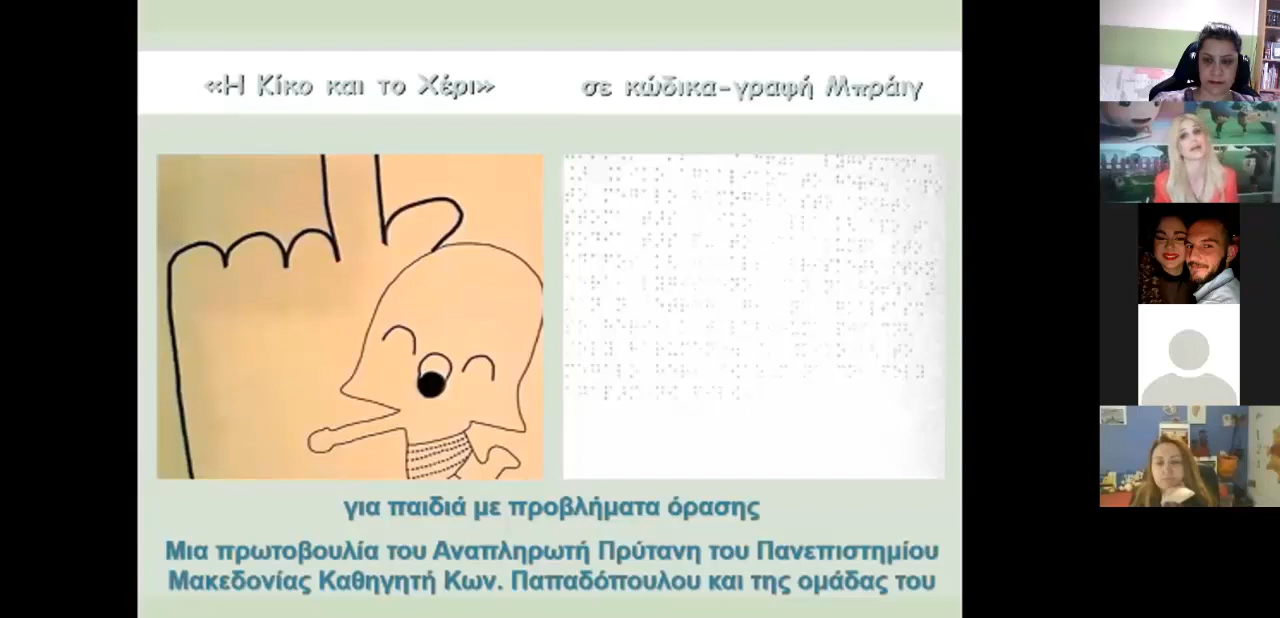 «Η Κίκο και το Χέρι» σε κώδικα-γραφή Μπράιγ
για παιδιά με προβλήματα όρασης
Μια πρωτοβουλία του Αναπληρωτή Πρύτανη του Πανεπιστημίου
Μακεδονίας Καθηγητή Κων. Παπαδόπουλου και της ομάδας του